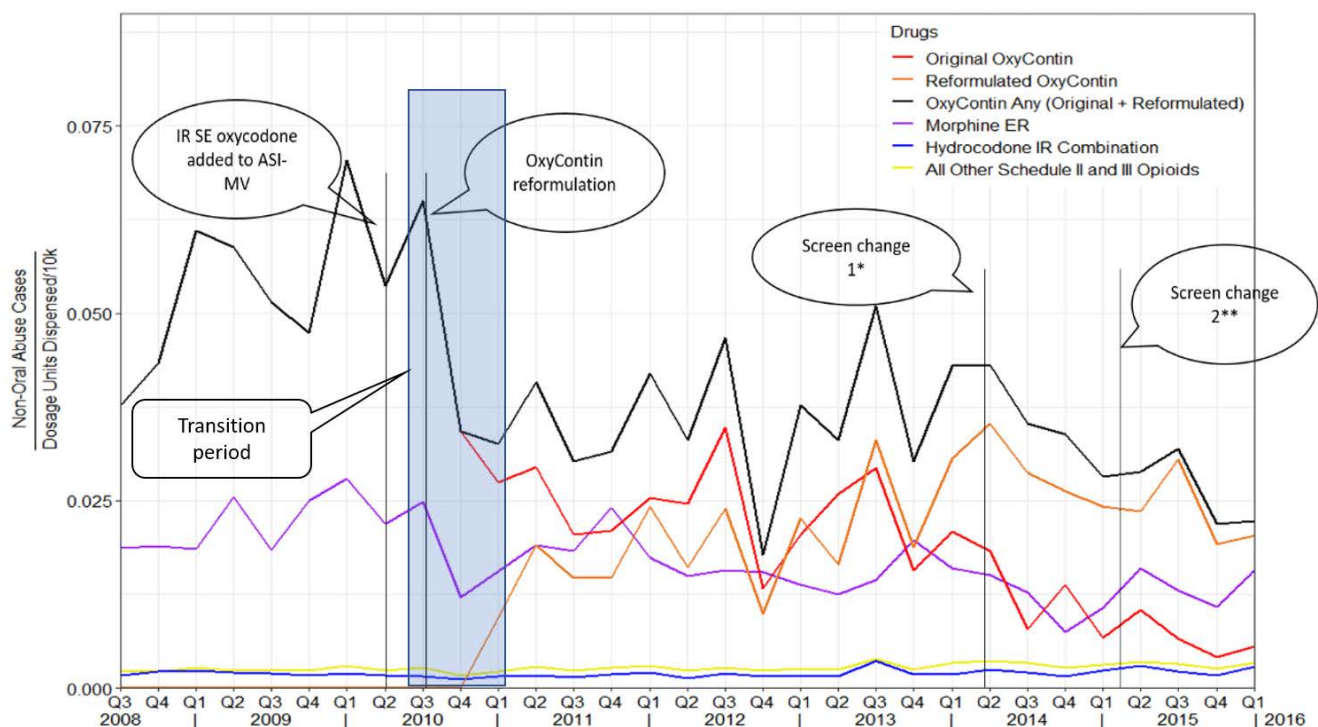 Drugs
Original OxyContin
Reformulated OxyContin
OxyContin Any (Original + Reformulated)
Morphine ER
Hydrocodone IR Combination
All Other Schedule II and III Opioids
IR SE oxycodone
added to ASI-
MV
OxyContin
reformulation
Screen change
1*
Screen change
2**
Transition
period
Non-Oral Abuse Cases
Dosage Units Dispensed/10k
0.075
0.050
0.025
0.000
Q3 Q4 Q1 Q2 Q3 Q4 Q1 Q2 Q3 Q4 Q1 Q2 Q3 Q4 Q1 Q2 Q3 Q4 Q1 Q2 Q3 Q4 Q1 Q2 Q3 Q4 Q1 Q2 Q3 Q4 Q1
2008 | 2009 | 2010 | 2011 | 2012 | 2013 | 2014 | 2015 | 2016